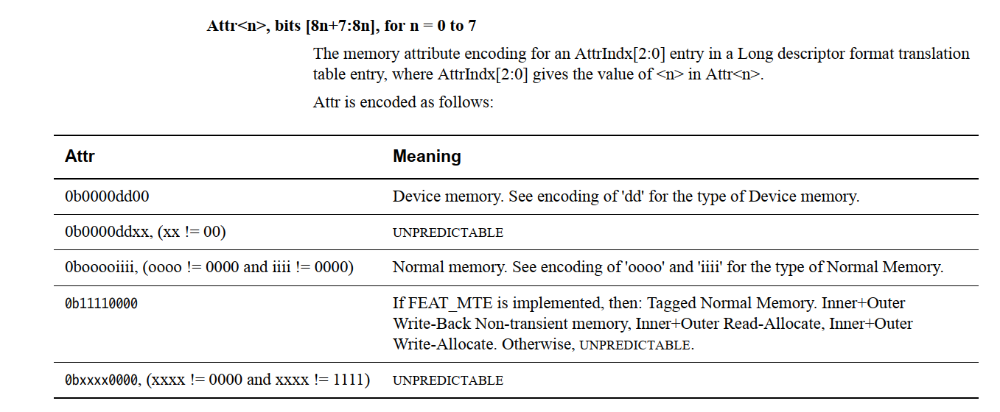 Attr<n>, bits [8n+7:8n], for n = 0 to 7
The memory attribute encoding for an AttrIndx[2:0] entry in a Long descriptor format translation
table entry, where AttrIndx[2:0] gives the value of <n> in Attr<n>.
Attr is encoded as follows:
Attr Meaning
0b0000dd00 Device memory. See encoding of 'dd' for the type of Device memory.
0b0000ddxx, (xx != 00) UNPREDICTABLE
0booooiiii, (oooo != 0000 and iiii != 0000) Normal memory. See encoding of 'oooo' and 'iiii' for the type of Normal Memory.
0b11110000 If FEAT_MTE is implemented, then: Tagged Normal Memory. Inner+Outer
Write-Back Non-transient memory, Inner+Outer Read-Allocate, Inner+Outer
Write-Allocate. Otherwise, UNPREDICTABLE.
0bxxxx0000, (xxxx != 0000 and xxxx != 1111) UNPREDICTABLE